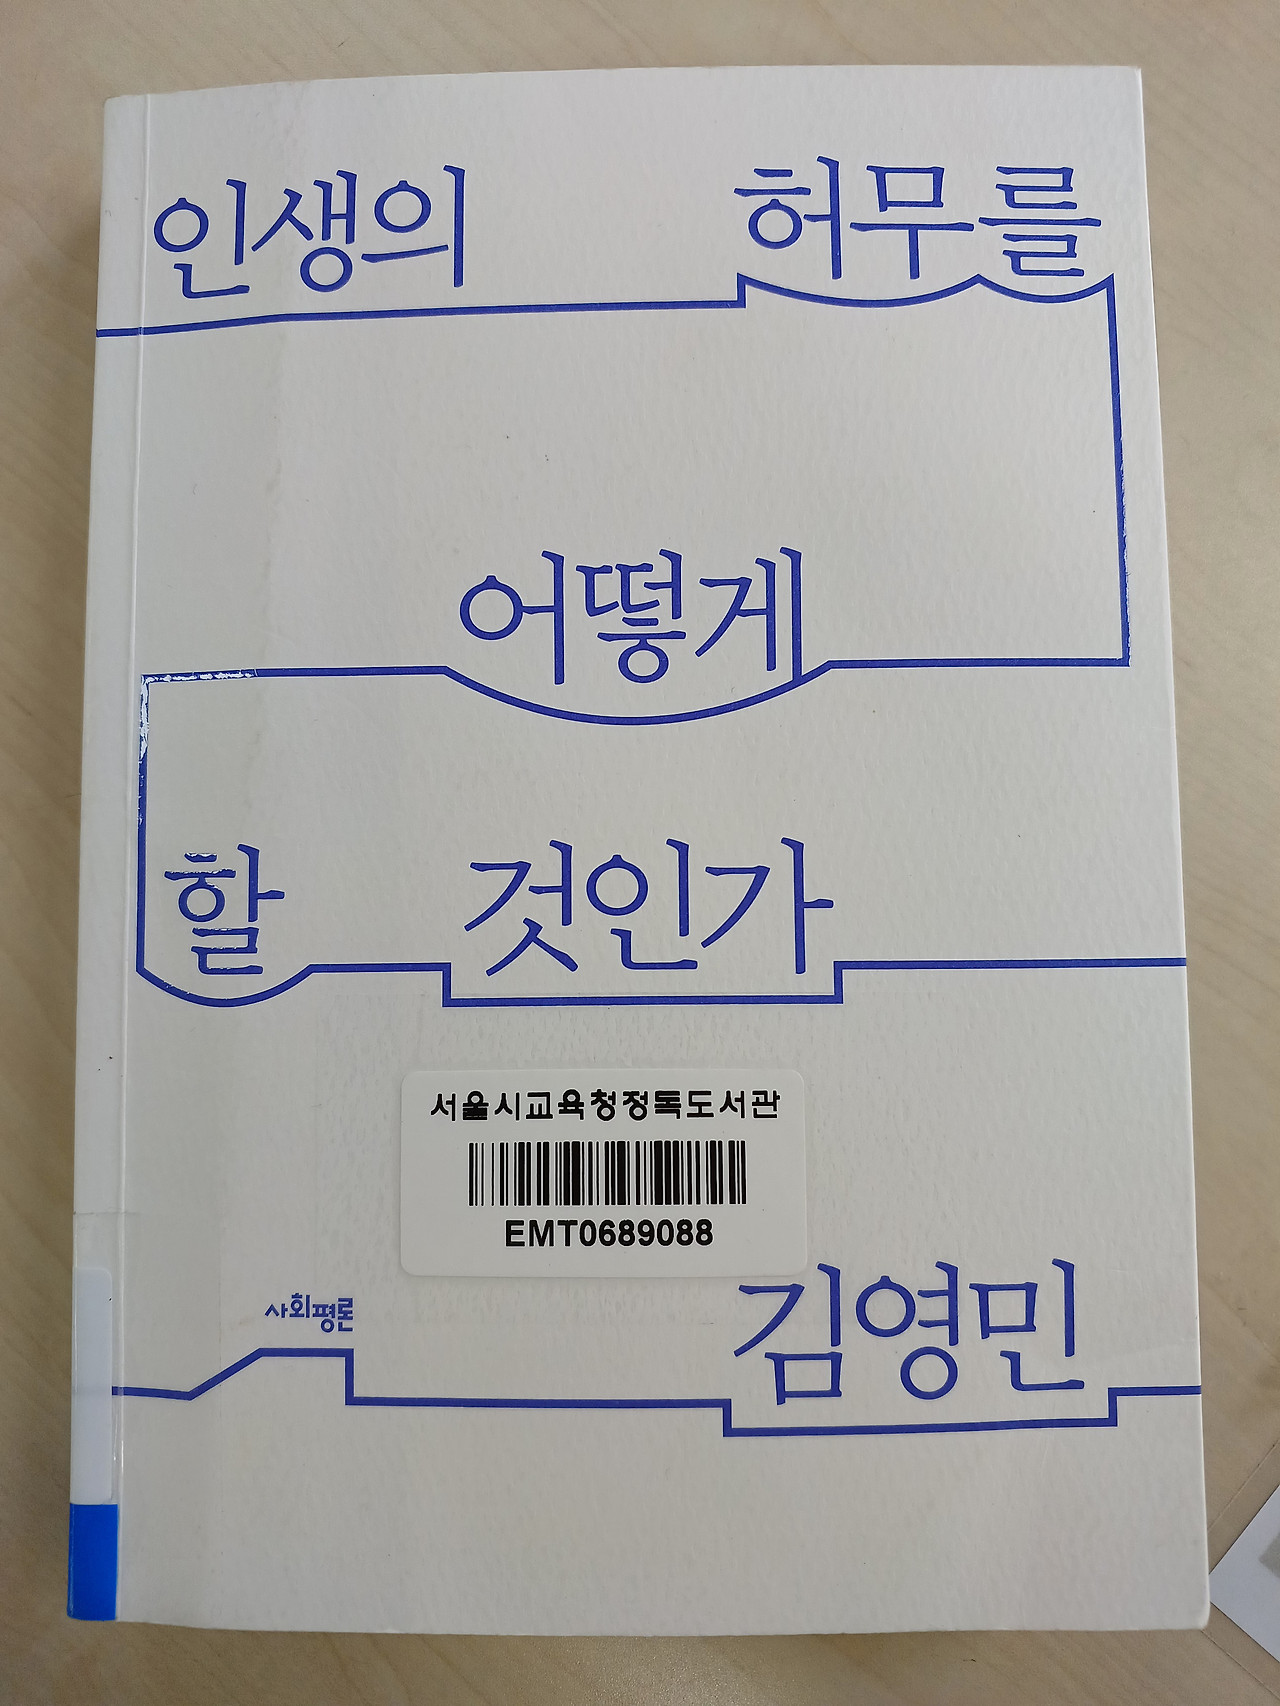 인생의 허무를
어떻게
할 것인가
서울시교육청정독도서관
EMT0689088
사회평론
김영민